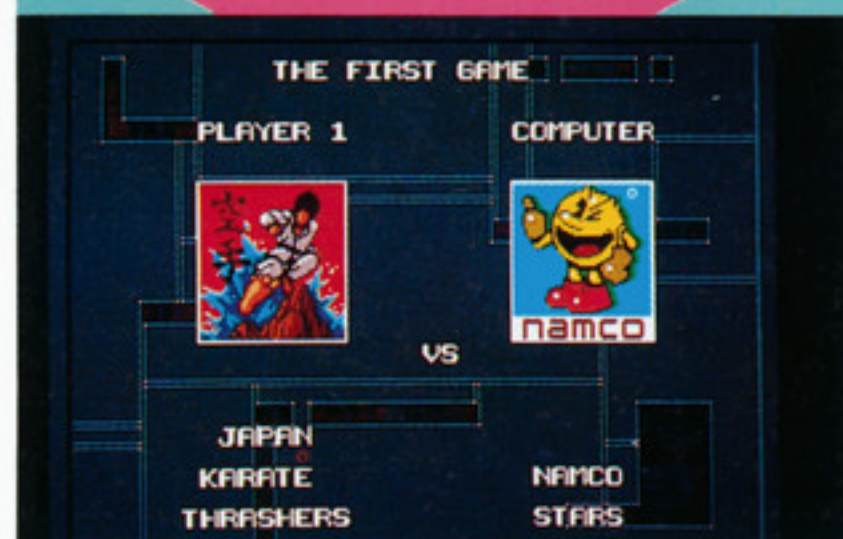 THE FIRST GAME
PLAYER 1 COMPUTER
namco
VS
JAPAN
KARATE NAMCO
THRASHERS STARS